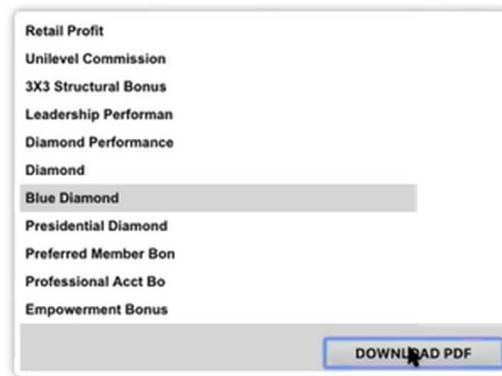 Retail Profit
Unilevel Commission
3X3 Structural Bonus
Leadership Performan
Diamond Performance
Diamond
Blue Diamond
Presidential Diamond
Preferred Member Bon
Professional Acct Bo
Empowerment Bonus
DOWNLOAD PDF